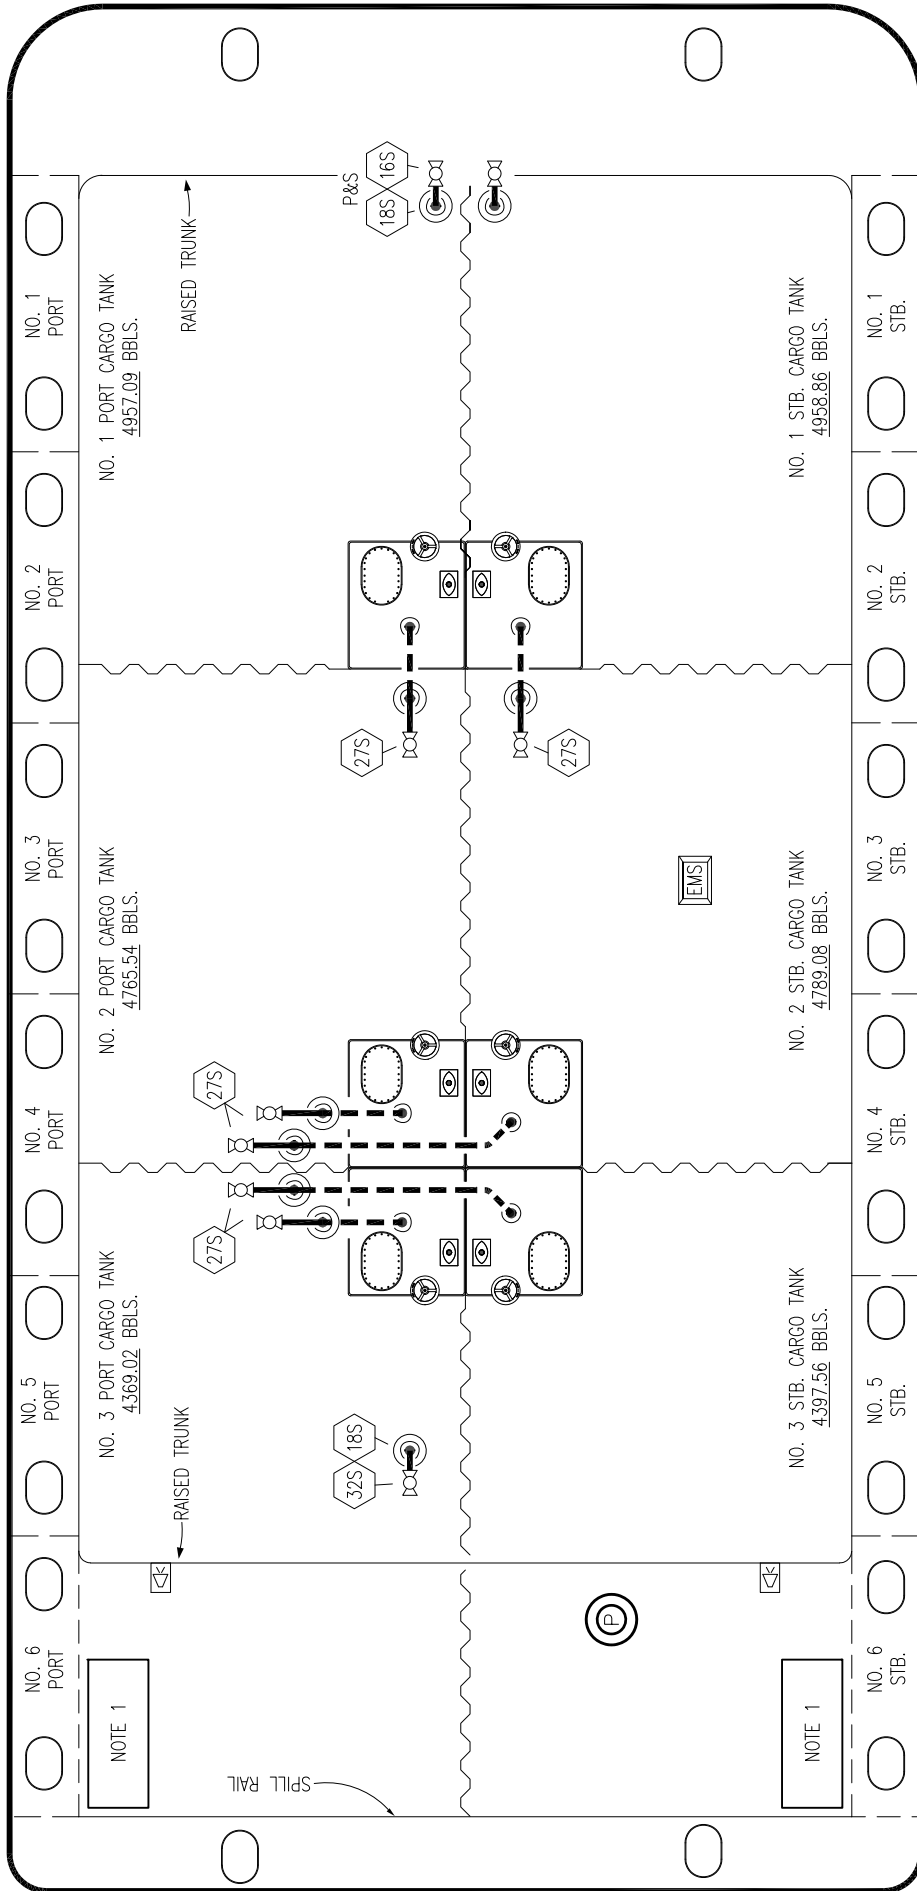 NO. 1
PORT
NO. 2
PORT
NO. 3
PORT
NO. 4
PORT
NO. 5
PORT
NO. 6
PORT
RAISED TRUNK
P&S
18S
16S
NO. 1 PORT CARGO TANK
4957.09 BBLS.
NO. 1 STB. CARGO TANK
4958.86 BBLS.
27S
27S
NO. 2 PORT CARGO TANK
4765.54 BBLS.
EMS
NO. 2 STB. CARGO TANK
4789.08 BBLS.
27S
27S
NO. 3 PORT CARGO TANK
4369.02 BBLS.
NO. 3 STB. CARGO TANK
4397.56 BBLS.
32S
18S
RAISED TRUNK
P
NOTE 1
NOTE 1
SPILL RAIL
NO. 1
STB.
NO. 2
STB.
NO. 3
STB.
NO. 4
STB.
NO. 5
STB.
NO. 6
STB.